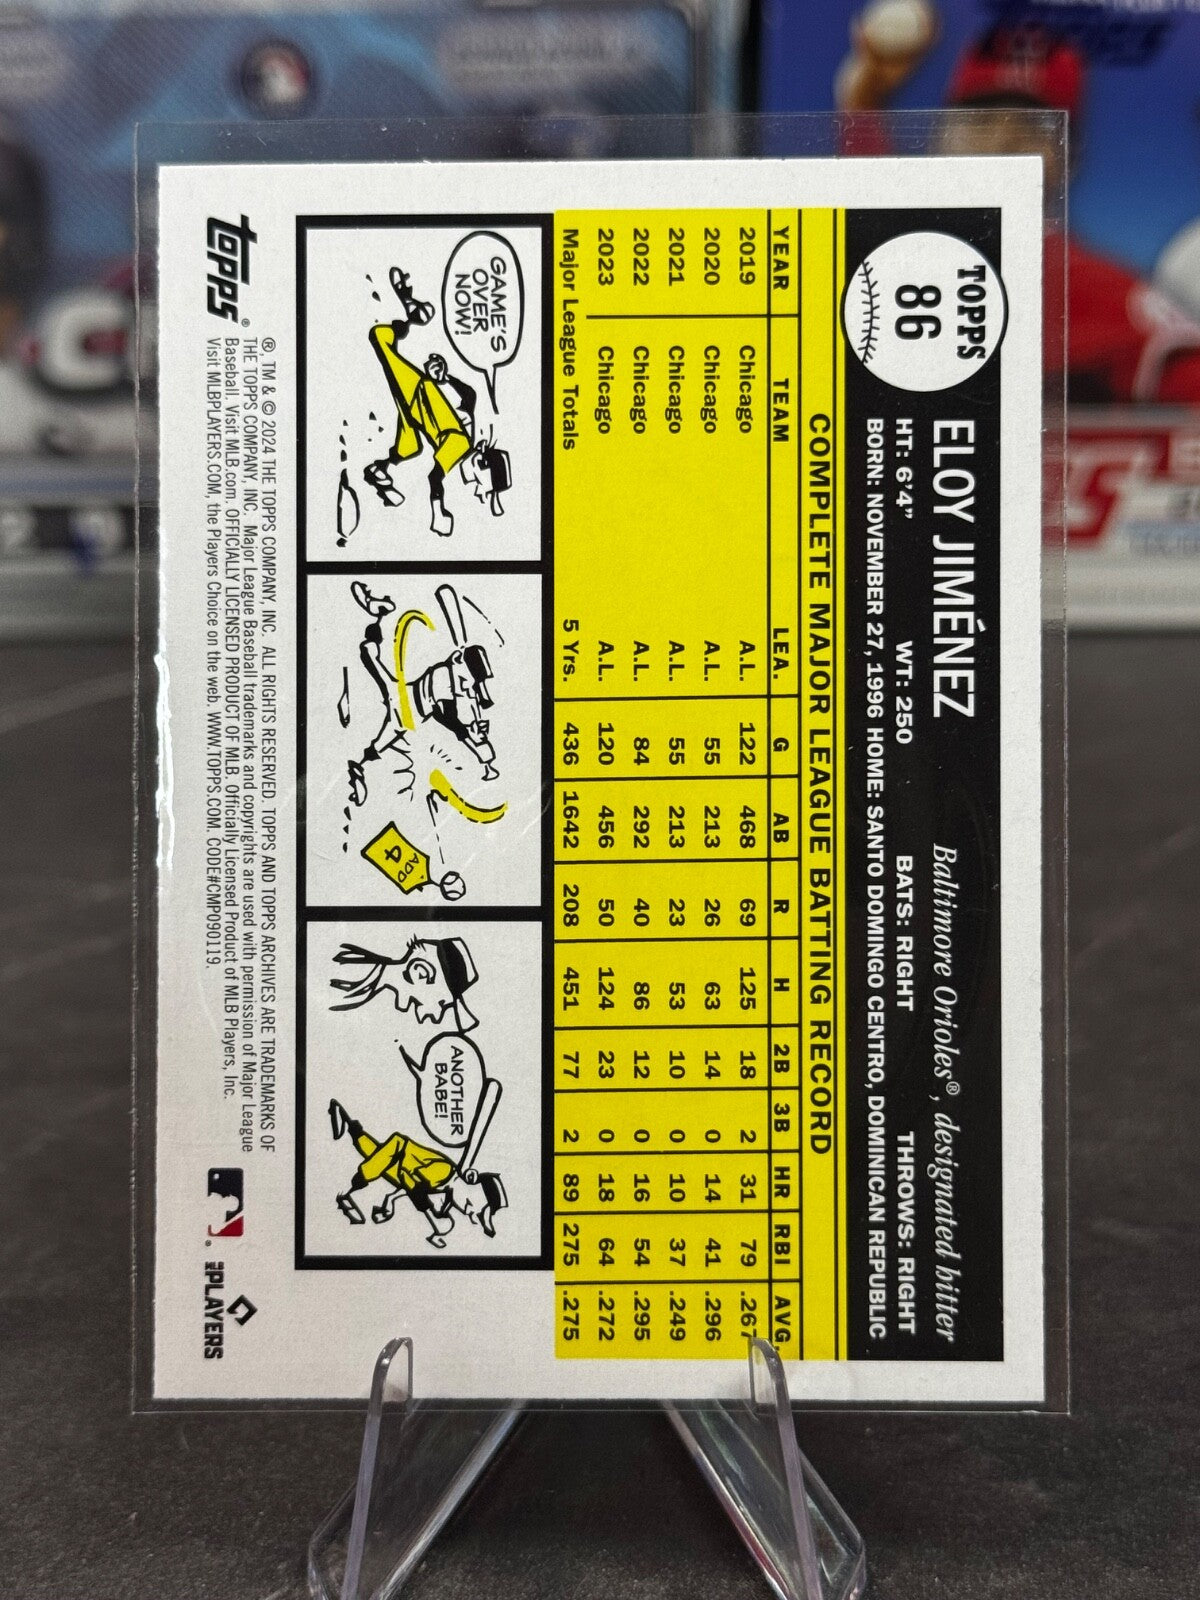 TOPPS
86
ELOY JIMÉNEZ
Baltimore Orioles®, designated hitter
HT: 6'4" WT: 250 BATS: RIGHT THROWS: RIGHT
BORN: NOVEMBER 27, 1996 HOME: SANTO DOMINGO CENTRO, DOMINICAN REPUBLIC
COMPLETE MAJOR LEAGUE BATTING RECORD
YEAR TEAM LEA. G AB R H 2B 3B HR RBI AVG.
2019 Chicago A.L. 122 468 69 125 18 2 31 79 .267
2020 Chicago A.L. 55 213 26 63 14 0 14 41 .296
2021 Chicago A.L. 55 213 23 53 10 0 10 37 .249
2022 Chicago A.L. 84 292 40 86 12 0 16 54 .295
2023 Chicago A.L. 120 456 50 124 23 0 18 64 .272
Major League Totals 5 Yrs. 436 1642 208 451 77 2 89 275 .275
GAME'S
OVER
NOW!
ADD
4
ANOTHER
BABE!
topps®
®, TM & © 2024 THE TOPPS COMPANY, INC. ALL RIGHTS RESERVED. TOPPS AND TOPPS ARCHIVES ARE TRADEMARKS OF
THE TOPPS COMPANY, INC. Major League Baseball trademarks and copyrights are used with permission of Major League
Baseball. Visit MLB.com. OFFICIALLY LICENSED PRODUCT OF MLB. Officially Licensed Product of MLB Players, Inc.
Visit MLBPLAYERS.COM, the Players Choice on the web. WWW.TOPPS.COM. CODE#CMP090119.
MLB PLAYERS